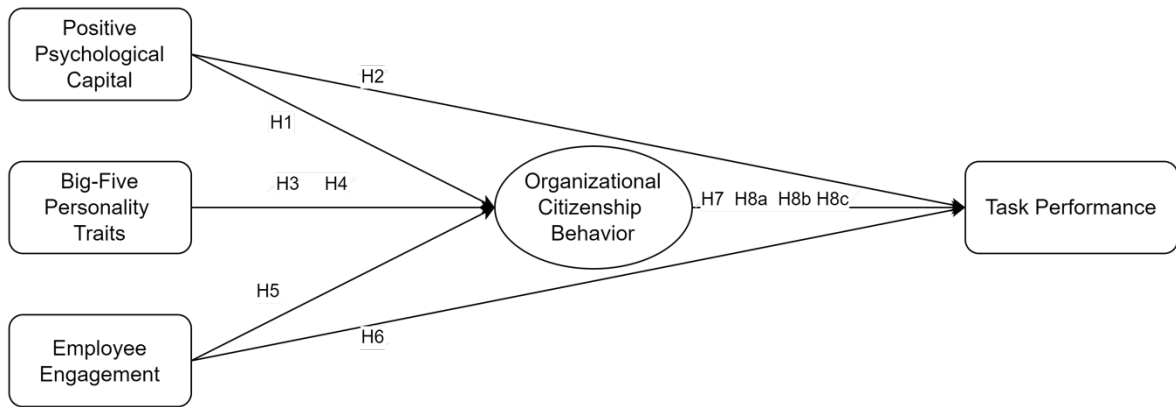 Positive
Psychological
Capital
H2
H1
Big-Five
Personality
Traits
H3 H4
Organizational
Citizenship
Behavior
H7 H8a H8b H8c
Task Performance
H5
H6
Employee
Engagement